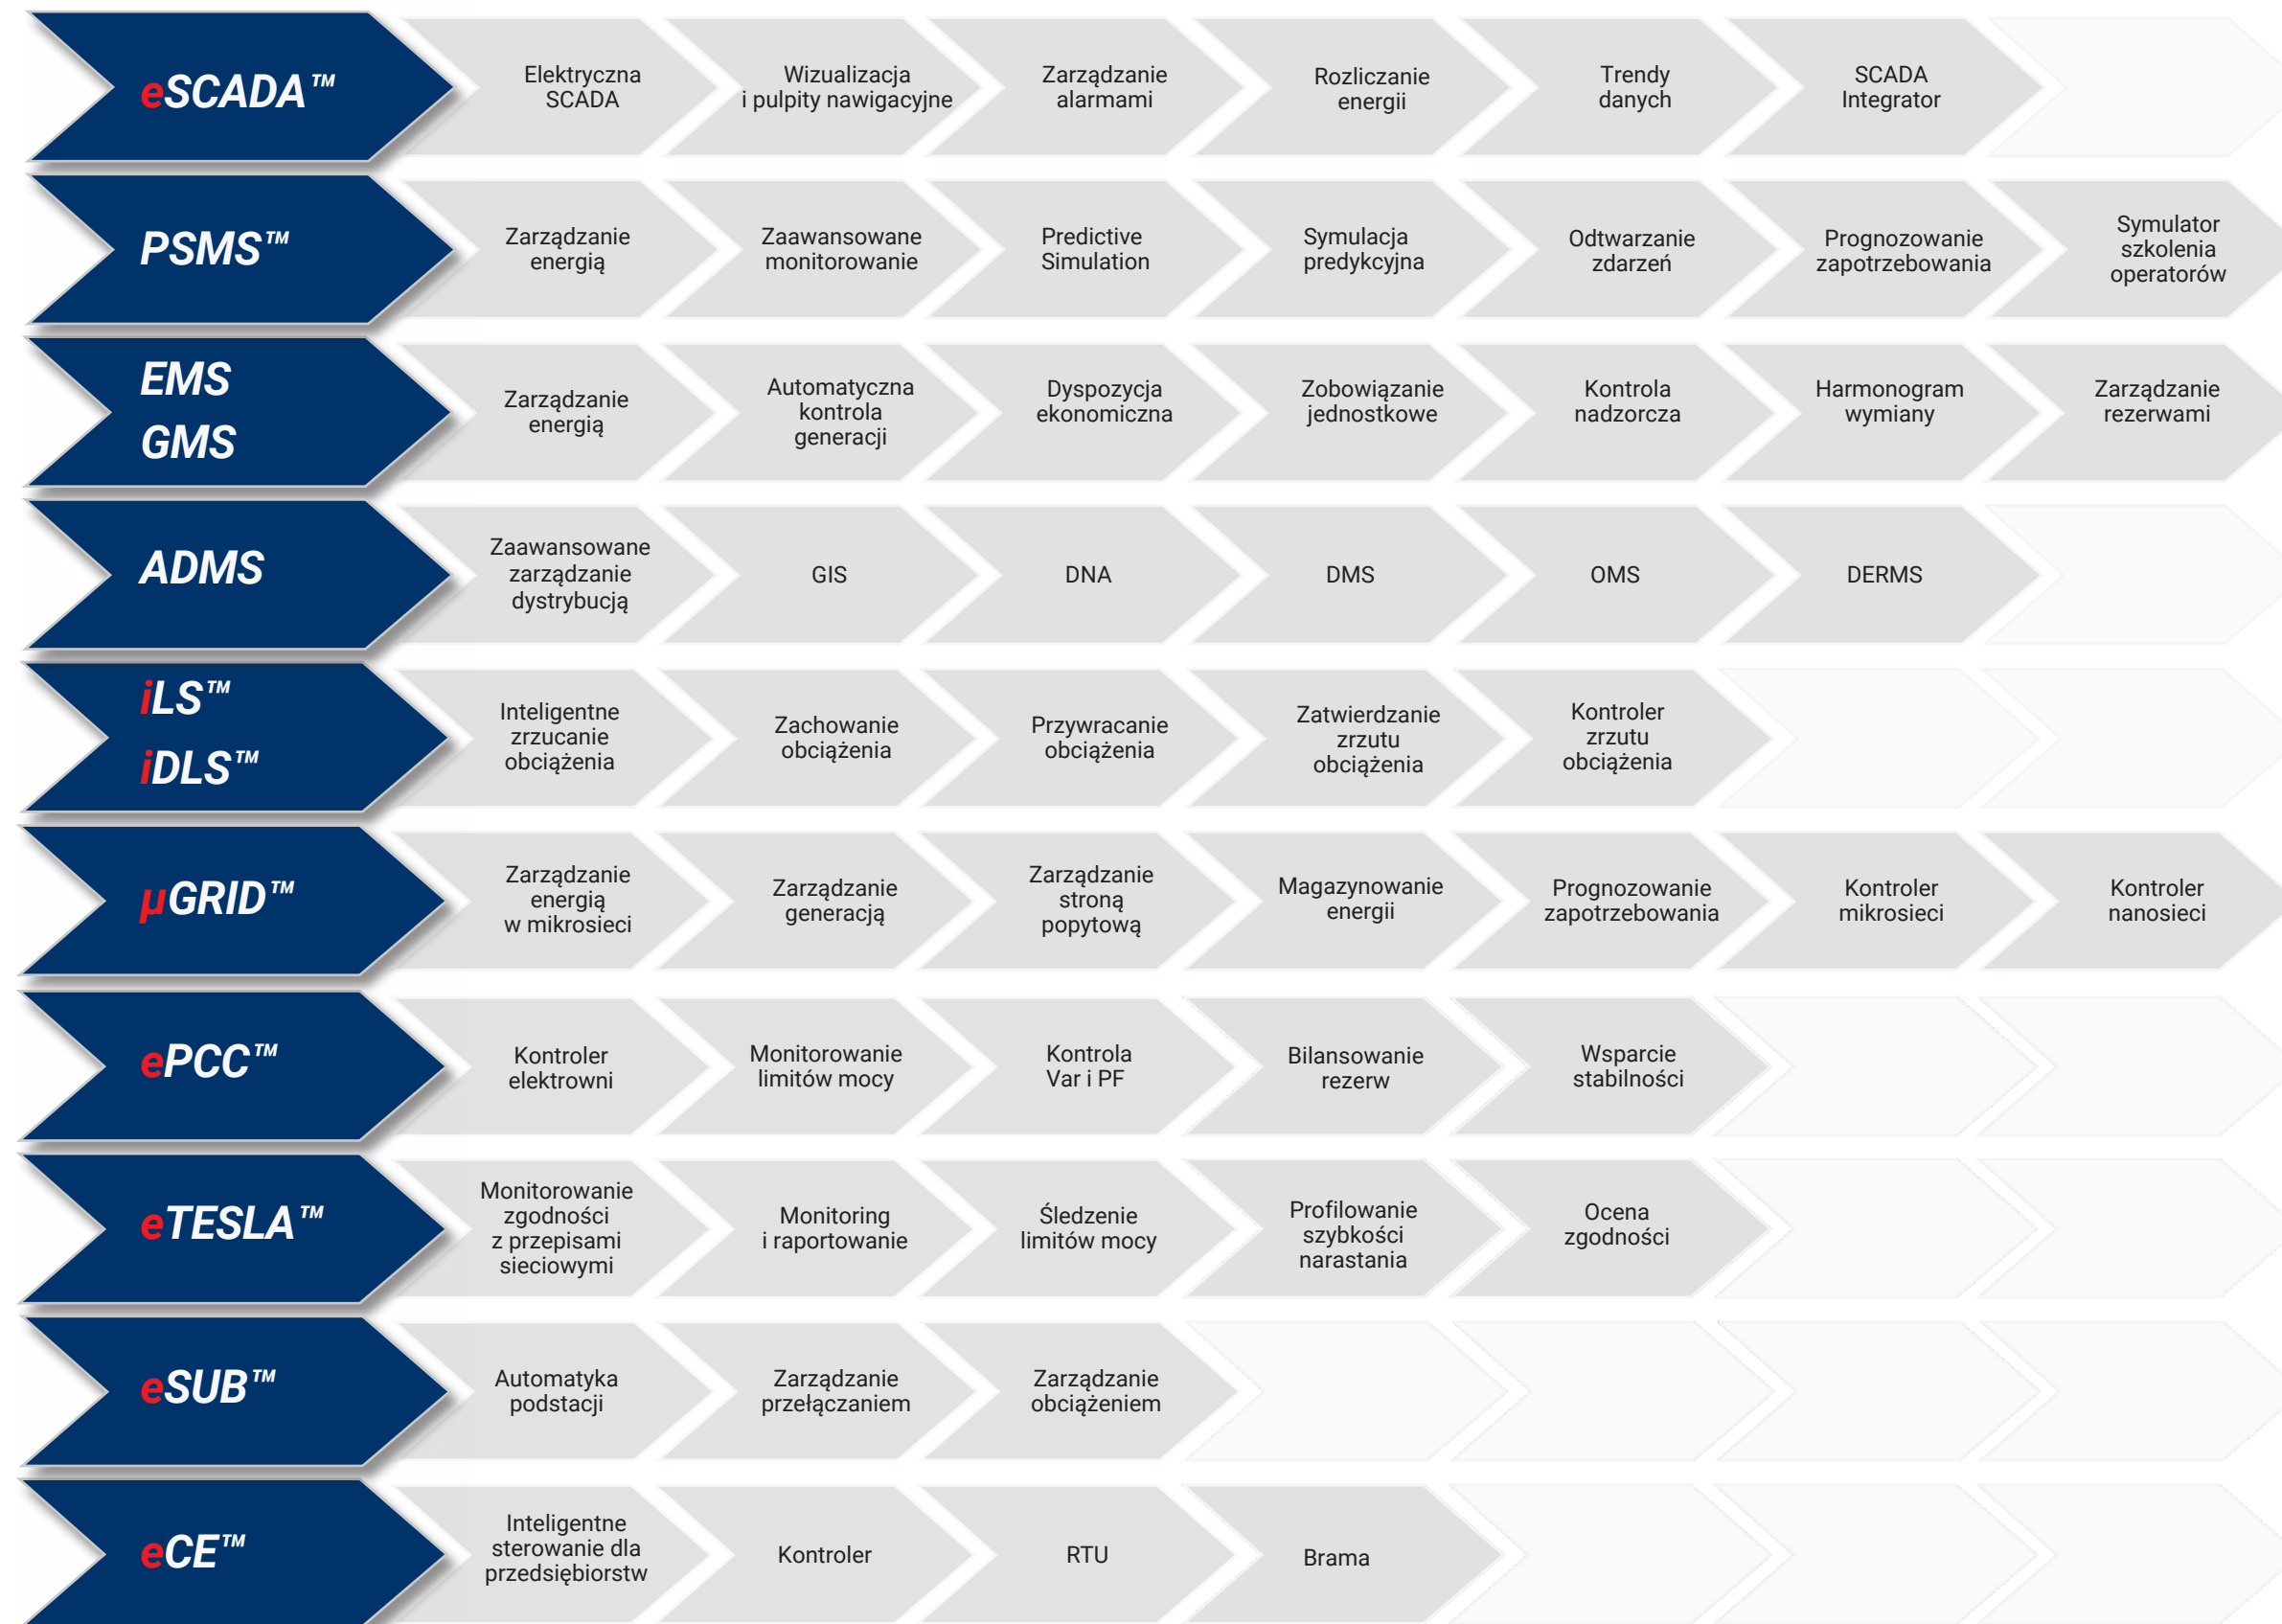 eSCADA™
Elektryczna
SCADA
Wizualizacja
i pulpity nawigacyjne
Zarządzanie
alarmami
Rozliczanie
energii
Trendy
danych
SCADA
Integrator
PSMS™
Zarządzanie
energią
Zaawansowane
monitorowanie
Predictive
Simulation
Symulacja
predykcyjna
Odtwarzanie
zdarzeń
Prognozowanie
zapotrzebowania
Symulator
szkolenia
operatorów
EMS
GMS
Zarządzanie
energią
Automatyczna
kontrola
generacji
Dyspozycja
ekonomiczna
Zobowiązanie
jednostkowe
Kontrola
nadzorcza
Harmonogram
wymiany
Zarządzanie
rezerwami
ADMS
Zaawansowane
zarządzanie
dystrybucją
GIS
DNA
DMS
OMS
DERMS
iLS™
iDLS™
Inteligentne
zrzucanie
obciążenia
Zachowanie
obciążenia
Przywracanie
obciążenia
Zatwierdzanie
zrzutu
obciążenia
Kontroler
zrzutu
obciążenia
µGRID™
Zarządzanie
energią
w mikrosieci
Zarządzanie
generacją
Zarządzanie
stroną
popytową
Magazynowanie
energii
Prognozowanie
zapotrzebowania
Kontroler
mikrosieci
Kontroler
nanosieci
ePCC™
Kontroler
elektrowni
Monitorowanie
limitów mocy
Kontrola
Var i PF
Bilansowanie
rezerw
Wsparcie
stabilności
eTESLA™
Monitorowanie
zgodności
z przepisami
sieciowymi
Monitoring
i raportowanie
Śledzenie
limitów mocy
Profilowanie
szybkości
narastania
Ocena
zgodności
eSUB™
Automatyka
podstacji
Zarządzanie
przełączaniem
Zarządzanie
obciążeniem
eCE™
Inteligentne
sterowanie dla
przedsiębiorstw
Kontroler
RTU
Brama